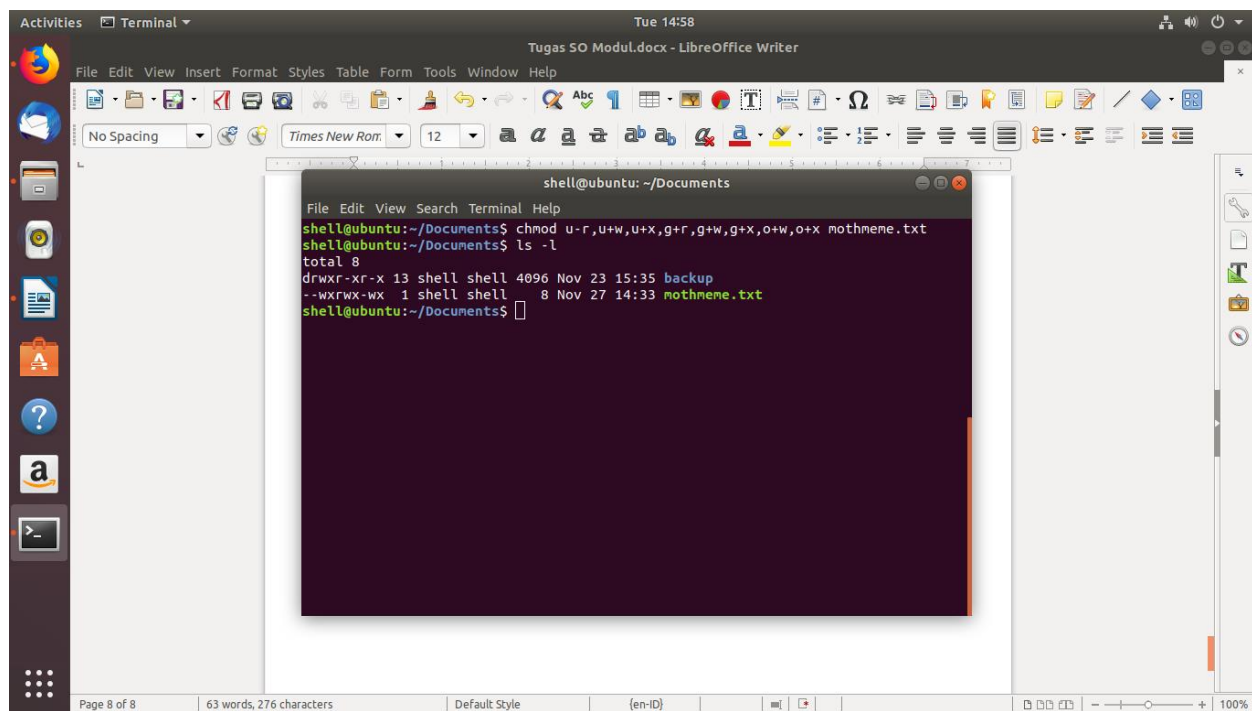 Activities Terminal Tue 14:58
Tugas SO Modul.docx - LibreOffice Writer
File Edit View Insert Format Styles Table Form Tools Window Help
No Spacing Times New Rom 12
shell@ubuntu: ~/Documents
File Edit View Search Terminal Help
shell@ubuntu:~/Documents$ chmod u-r,u+w,u+x,g+r,g+w,g+x,o+w,o+x mothmeme.txt
shell@ubuntu:~/Documents$ ls -l
total 8
drwxr-xr-x 13 shell shell 4096 Nov 23 15:35 backup
--wxrwx-wx 1 shell shell 8 Nov 27 14:33 mothmeme.txt
shell@ubuntu:~/Documents$
Page 8 of 8 63 words, 276 characters Default Style {en-ID} 100%